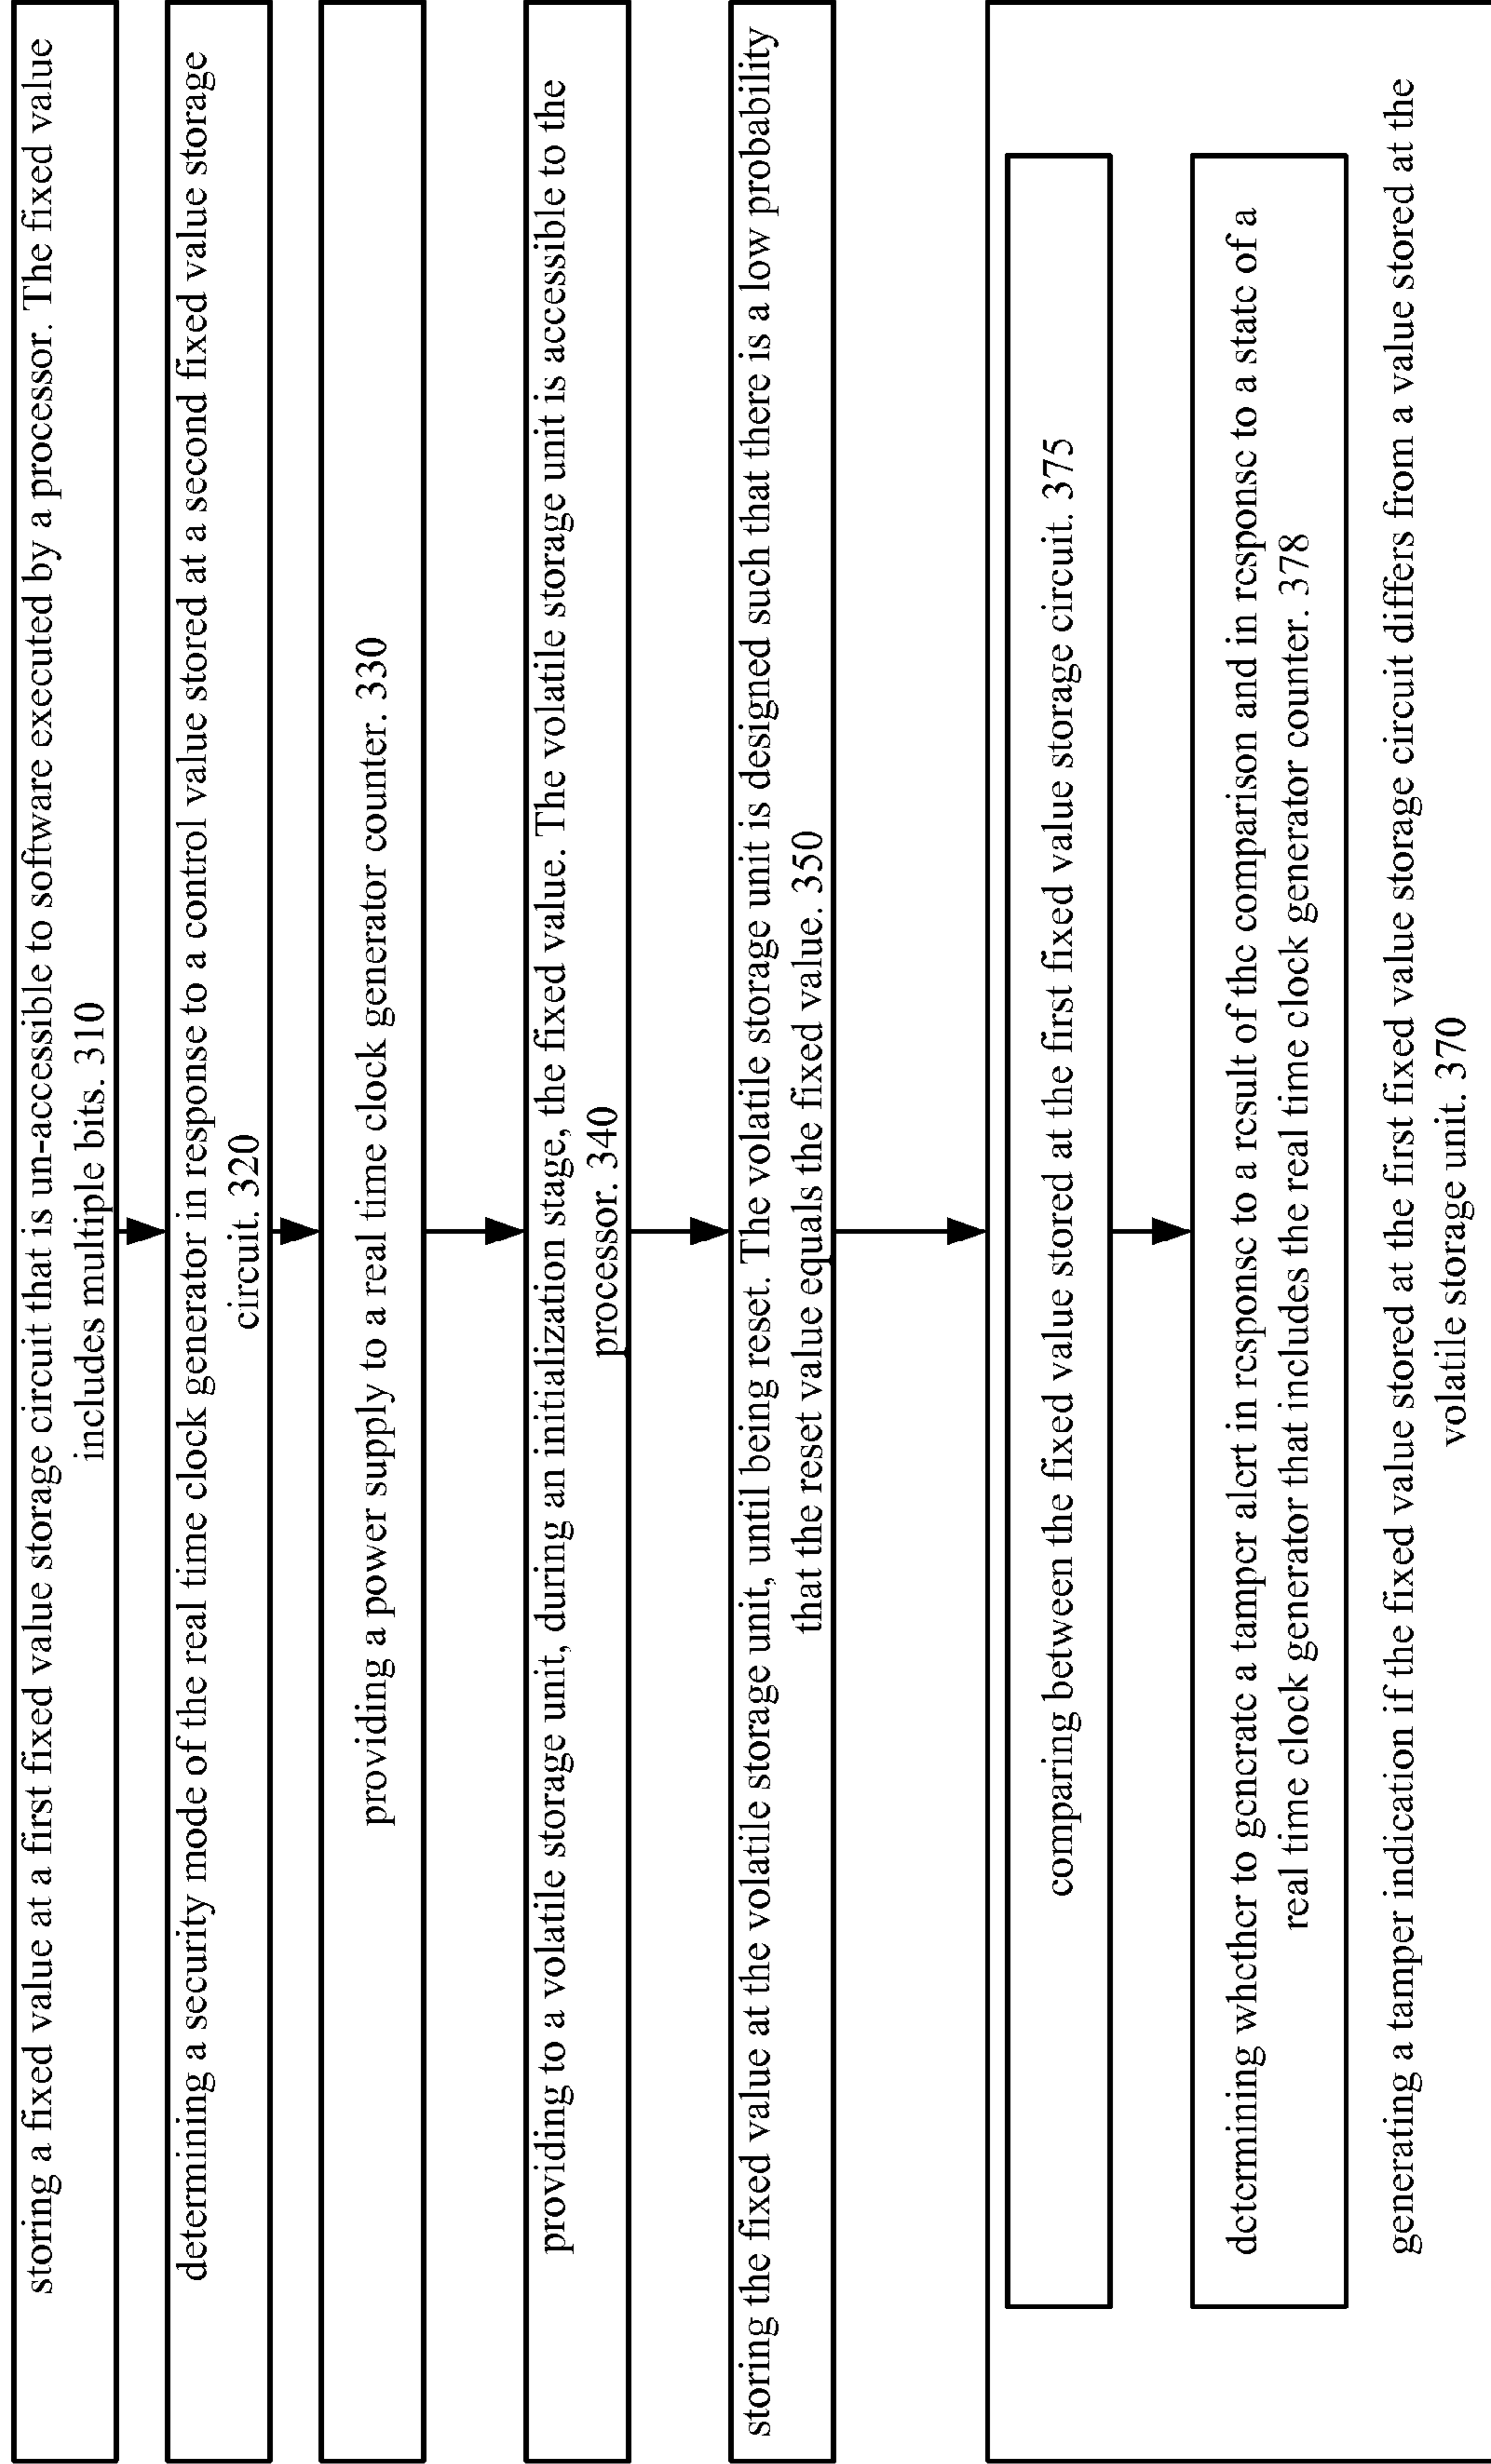 storing a fixed value at a first fixed value storage circuit that is un-accessible to software executed by a processor. The fixed value
includes multiple bits. 310
determining a security mode of the real time clock generator in response to a control value stored at a second fixed value storage
circuit. 320
providing a power supply to a real time clock generator counter. 330
providing to a volatile storage unit, during an initialization stage, the fixed value. The volatile storage unit is accessible to the
processor. 340
storing the fixed value at the volatile storage unit, until being reset. The volatile storage unit is designed such that there is a low probability
that the reset value equals the fixed value. 350
comparing between the fixed value stored at the first fixed value storage circuit. 375
determining whether to generate a tamper alert in response to a result of the comparison and in response to a state of a
real time clock generator that includes the real time clock generator counter. 378
generating a tamper indication if the fixed value stored at the first fixed value storage circuit differs from a value stored at the
volatile storage unit. 370